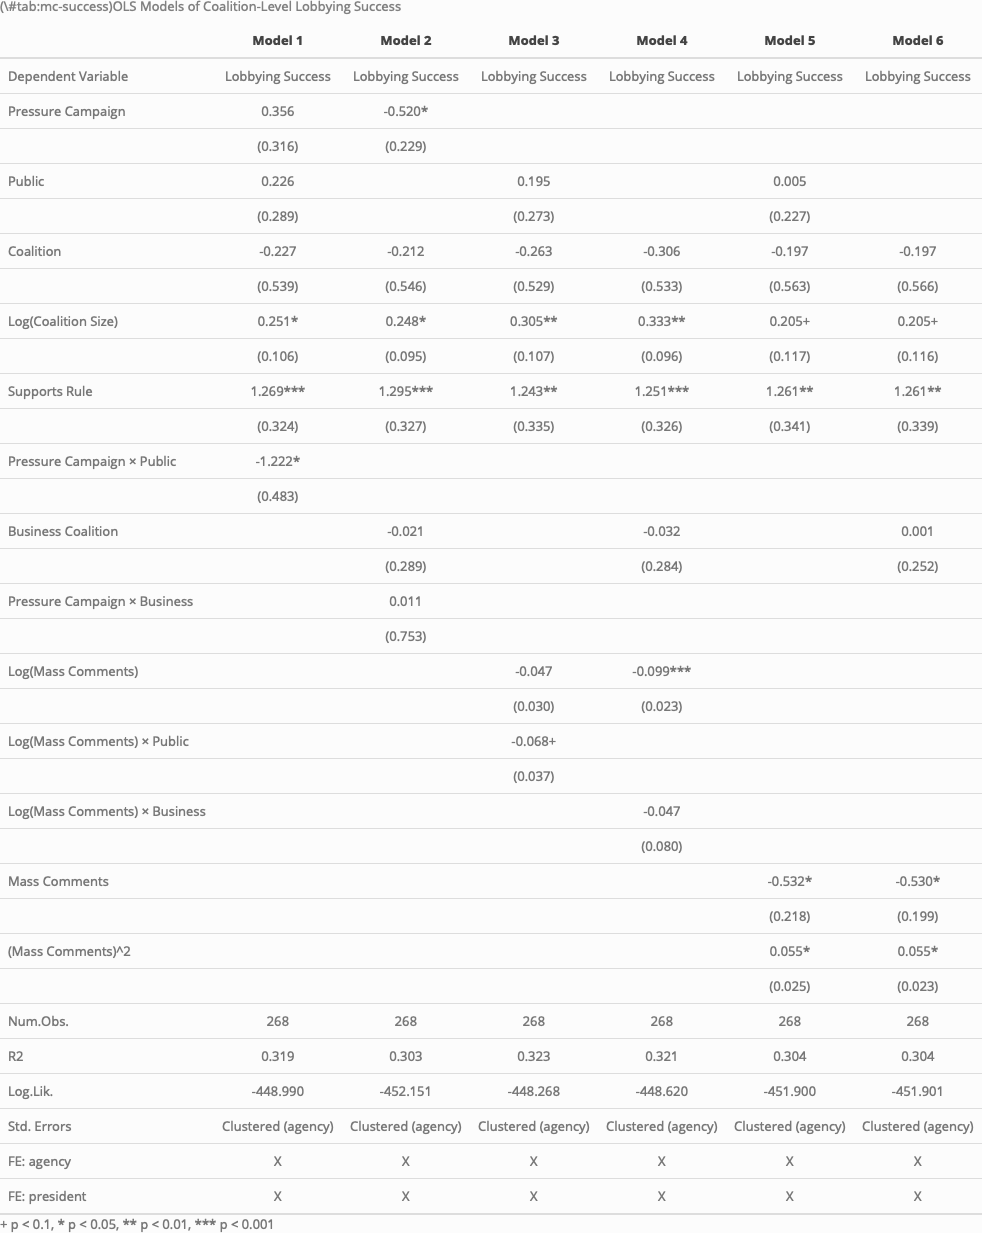 (\#tab:mc-success)OLS Models of Coalition-Level Lobbying Success
Model 1 Model 2 Model 3 Model 4 Model 5 Model 6
Dependent Variable Lobbying Success Lobbying Success Lobbying Success Lobbying Success Lobbying Success Lobbying Success
Pressure Campaign 0.356 -0.520*
(0.316) (0.229)
Public 0.226 0.195 0.005
(0.289) (0.273) (0.227)
Coalition -0.227 -0.212 -0.263 -0.306 -0.197 -0.197
(0.539) (0.546) (0.529) (0.533) (0.563) (0.566)
Log(Coalition Size) 0.251* 0.248* 0.305** 0.333** 0.205+ 0.205+
(0.106) (0.095) (0.107) (0.096) (0.117) (0.116)
Supports Rule 1.269*** 1.295*** 1.243** 1.251*** 1.261** 1.261**
(0.324) (0.327) (0.335) (0.326) (0.341) (0.339)
Pressure Campaign × Public -1.222*
(0.483)
Business Coalition -0.021 -0.032 0.001
(0.289) (0.284) (0.252)
Pressure Campaign × Business 0.011
(0.753)
Log(Mass Comments) -0.047 -0.099***
(0.030) (0.023)
Log(Mass Comments) × Public -0.068+
(0.037)
Log(Mass Comments) × Business -0.047
(0.080)
Mass Comments -0.532* -0.530*
(0.218) (0.199)
(Mass Comments)^2 0.055* 0.055*
(0.025) (0.023)
Num.Obs. 268 268 268 268 268 268
R2 0.319 0.303 0.323 0.321 0.304 0.304
Log.Lik. -448.990 -452.151 -448.268 -448.620 -451.900 -451.901
Std. Errors Clustered (agency) Clustered (agency) Clustered (agency) Clustered (agency) Clustered (agency) Clustered (agency)
FE: agency X X X X X X
FE: president X X X X X X
+ p < 0.1, * p < 0.05, ** p < 0.01, *** p < 0.001